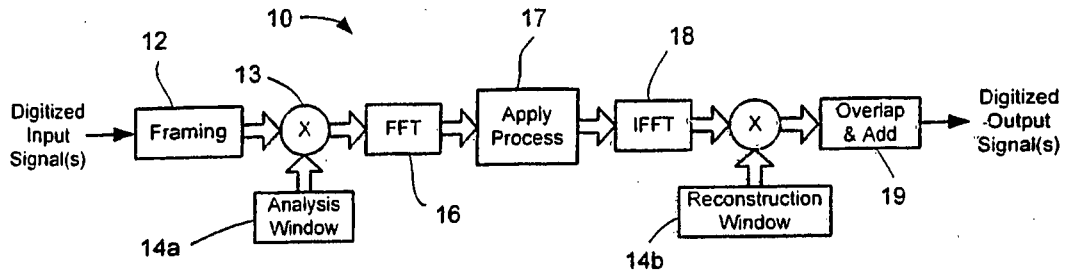 10
17
18
12
13
Digitized
Input
Signal(s)
Framing
X
FFT
Apply
Process
IFFT
X
Overlap
& Add
Digitized
Output
Signal(s)
Analysis
Window
14a
16
Reconstruction
Window
14b
19